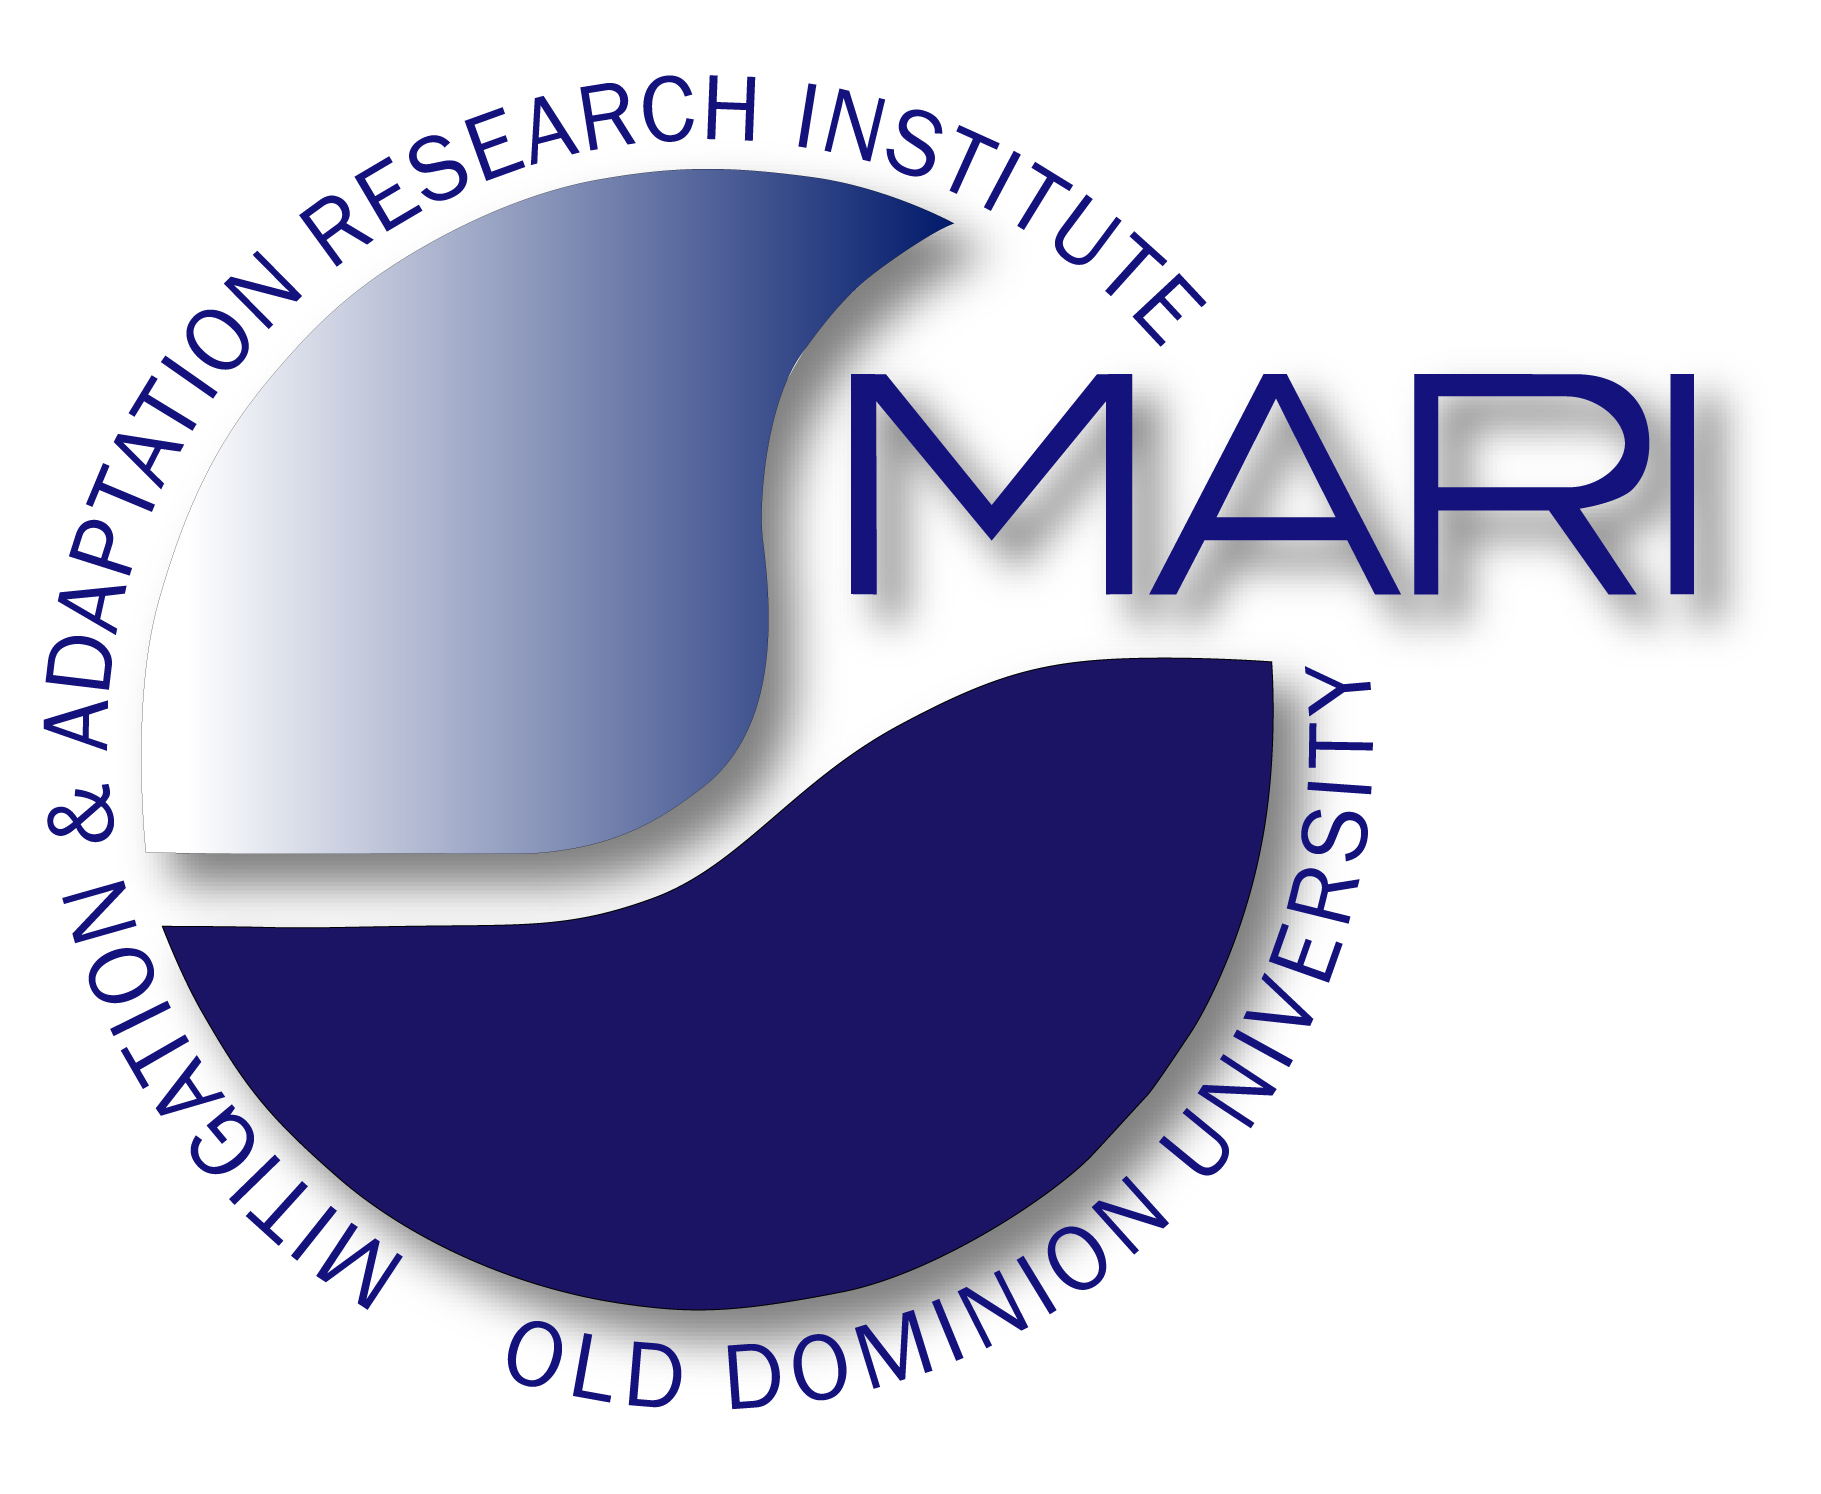 MITIGATION & ADAPTATION RESEARCH INSTITUTE
MARI
OLD DOMINION UNIVERSITY